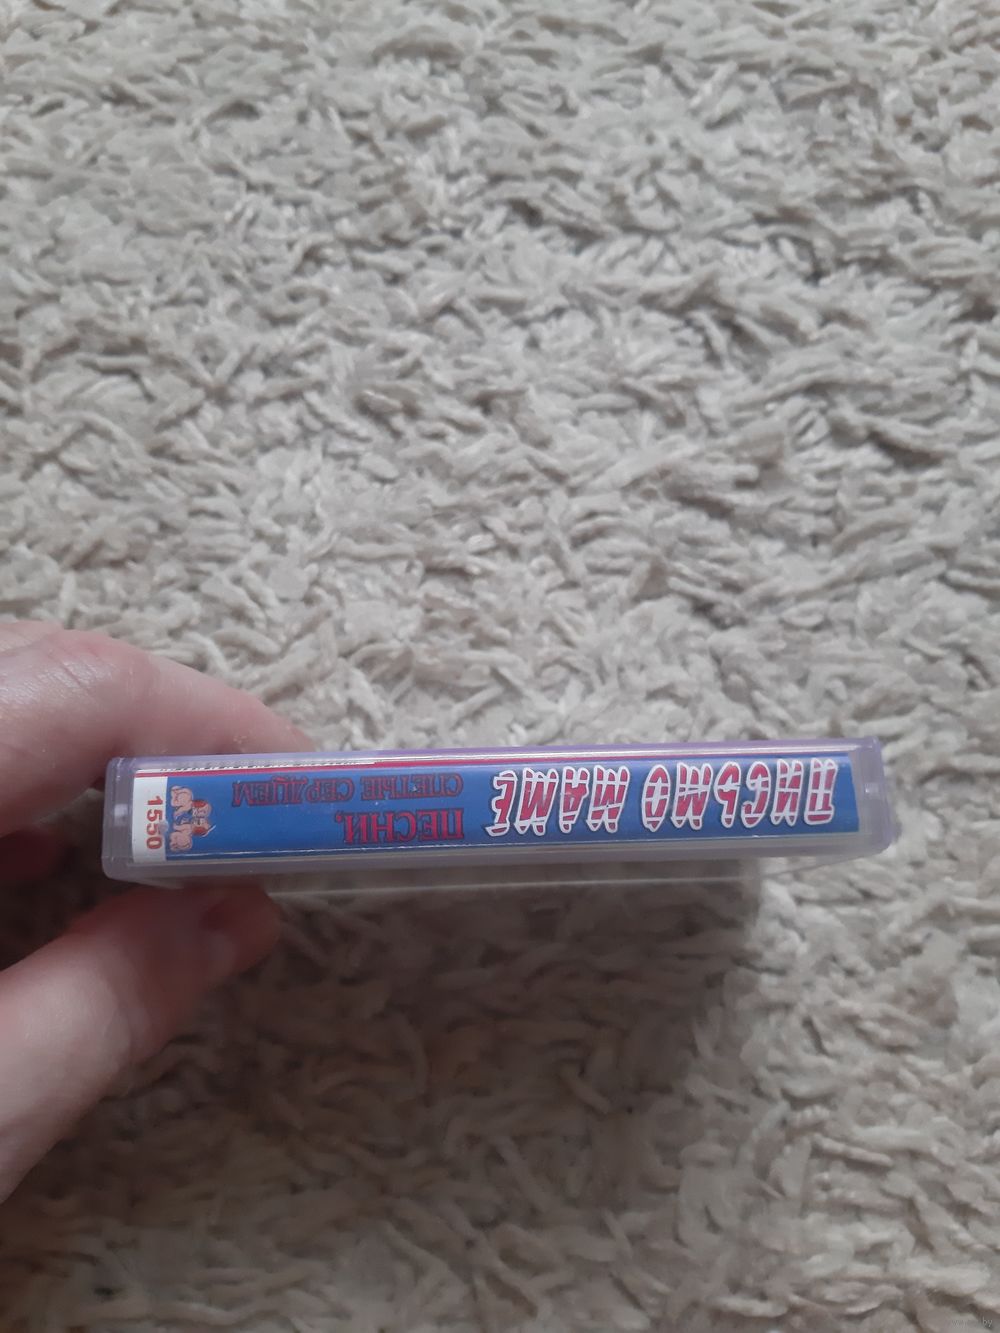 ПИСЬМО МАМЕ
ПЕСНИ,
СПЕТЫЕ СЕРДЦЕМ
1550